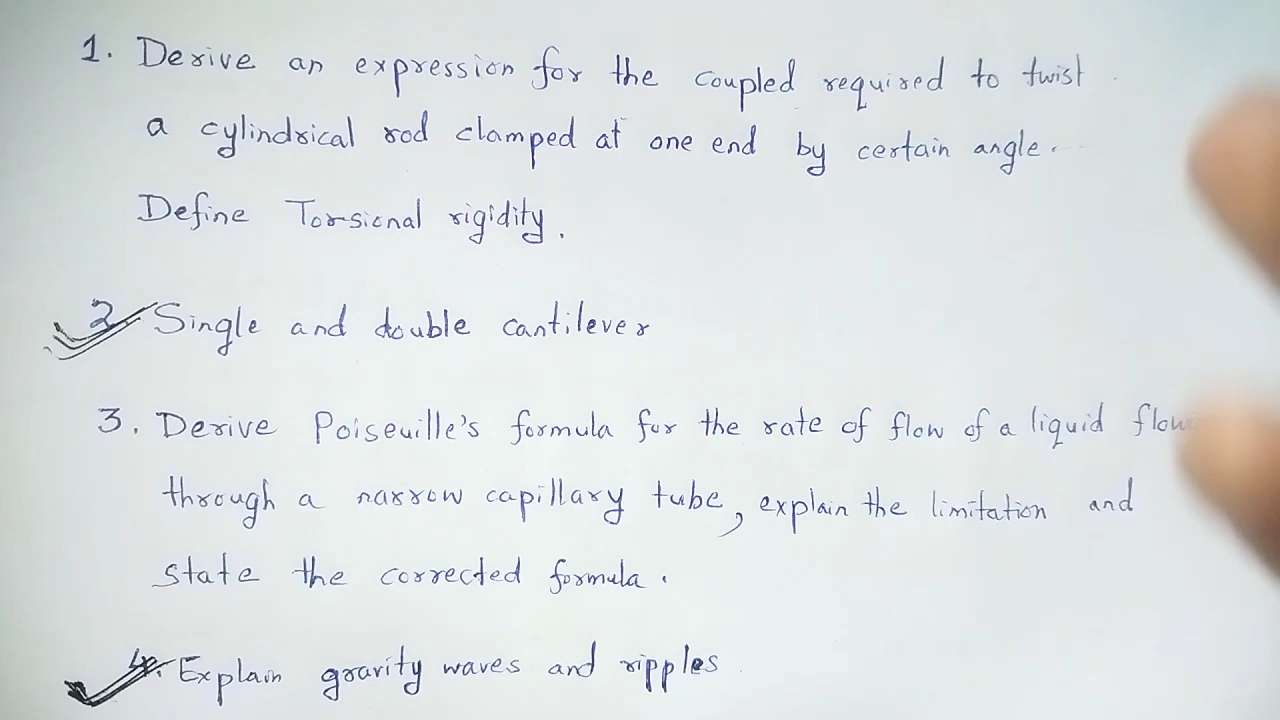 1. Derive an expression for the coupled required to twist
a cylindrical rod clamped at one end by certain angle.
Define Torsional rigidity.
2. Single and double cantilever
3. Derive Poiseuille's formula for the rate of flow of a liquid
through a narrow capillary tube, explain the limitation and
state the corrected formula.
4. Explain gravity waves and ripples